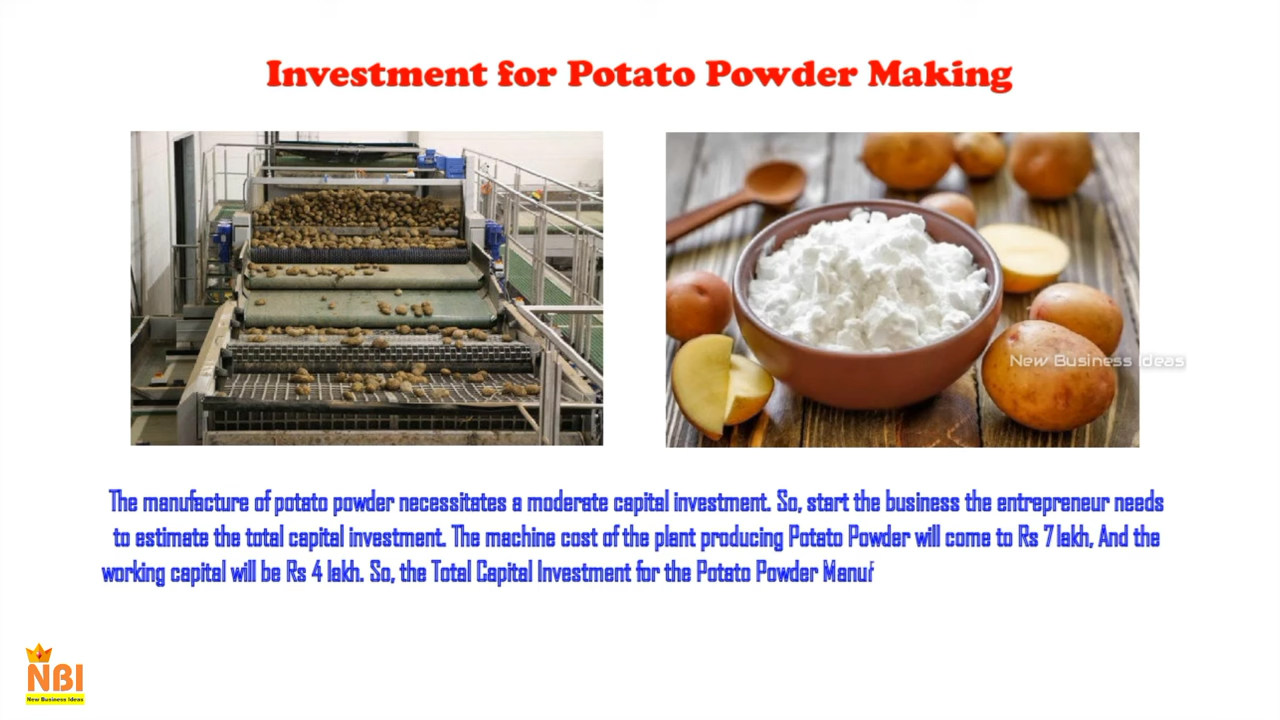 Investment for Potato Powder Making
New Business Ideas
The manufacture of potato powder necessitates a moderate capital investment. So, start the business the entrepreneur needs
to estimate the total capital investment. The machine cost of the plant producing Potato Powder will come to Rs 7 lakh, And the
working capital will be Rs 4 lakh. So, the Total Capital Investment for the Potato Powder
NBI
New Business Ideas